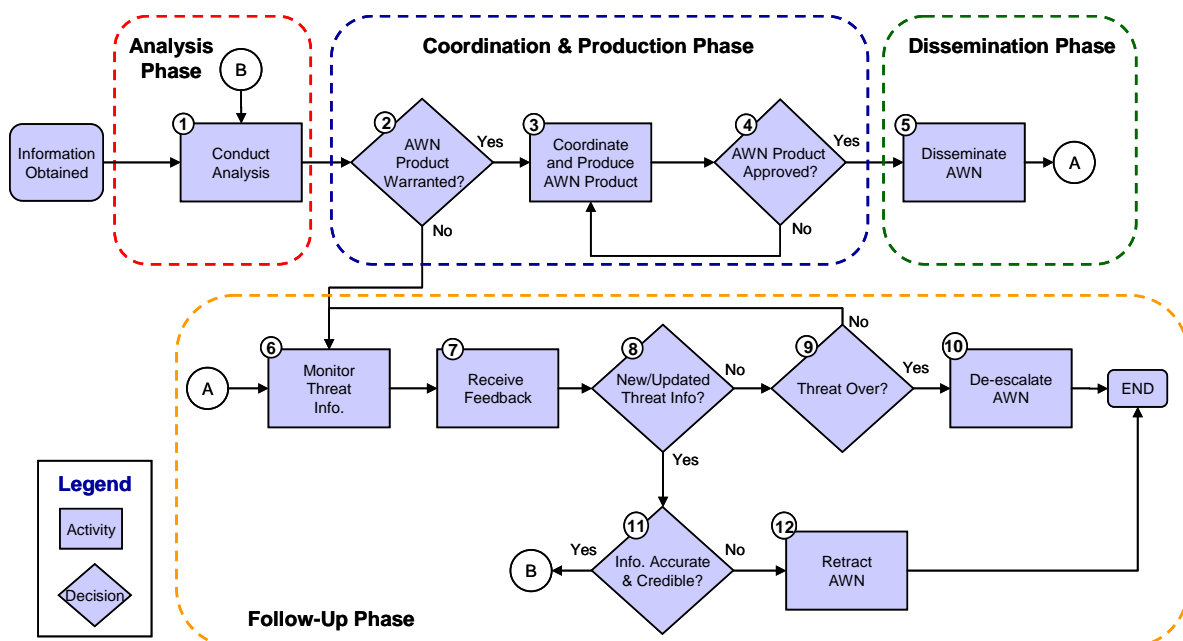 Analysis
Phase
Coordination & Production Phase
Dissemination Phase
B
Information
Obtained
1
Conduct
Analysis
2
AWN
Product
Warranted?
Yes
No
3
Coordinate
and Produce
AWN Product
4
AWN Product
Approved?
Yes
No
5
Disseminate
AWN
A
A
6
Monitor
Threat
Info.
7
Receive
Feedback
8
New/Updated
Threat Info?
No
Yes
9
Threat Over?
No
Yes
10
De-escalate
AWN
END
11
Info. Accurate
& Credible?
Yes
No
B
12
Retract
AWN
Legend
Activity
Decision
Follow-Up Phase